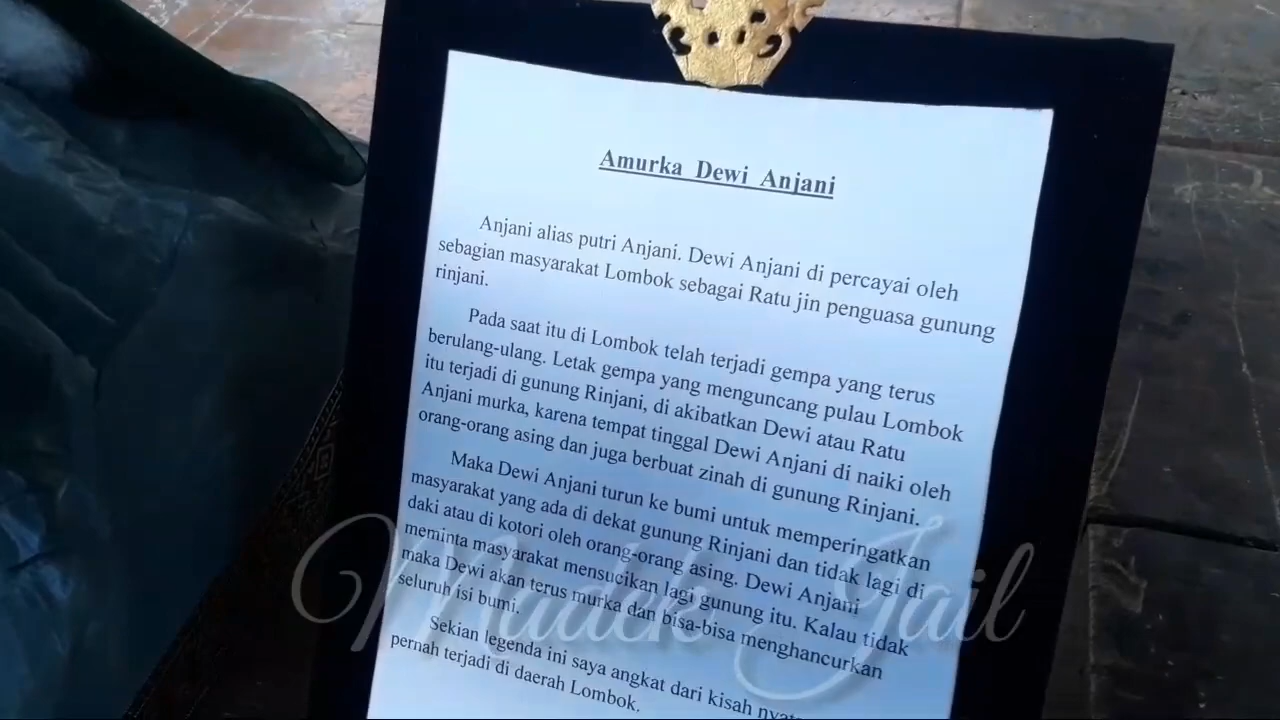 Amurka Dewi Anjani
Anjani alias putri Anjani. Dewi Anjani di percayai oleh
sebagian masyarakat Lombok sebagai Ratu jin penguasa gunung
rinjani.
Pada saat itu di Lombok telah terjadi gempa yang terus
berulang-ulang. Letak gempa yang menguncang pulau Lombok
itu terjadi di gunung Rinjani, di akibatkan Dewi atau Ratu
Anjani murka, karena tempat tinggal Dewi Anjani di naiki oleh
orang-orang asing dan juga berbuat zinah di gunung Rinjani.
Maka Dewi Anjani turun ke bumi untuk memperingatkan
masyarakat yang ada di dekat gunung Rinjani dan tidak lagi di
daki atau di kotori oleh orang-orang asing. Dewi Anjani
meminta masyarakat mensucikan lagi gunung itu. Kalau tidak
maka Dewi akan terus murka dan bisa-bisa menghancurkan
seluruh isi bumi.
Sekian legenda ini saya angkat dari kisah nyata
pernah terjadi di daerah Lombok.
Madek Jail